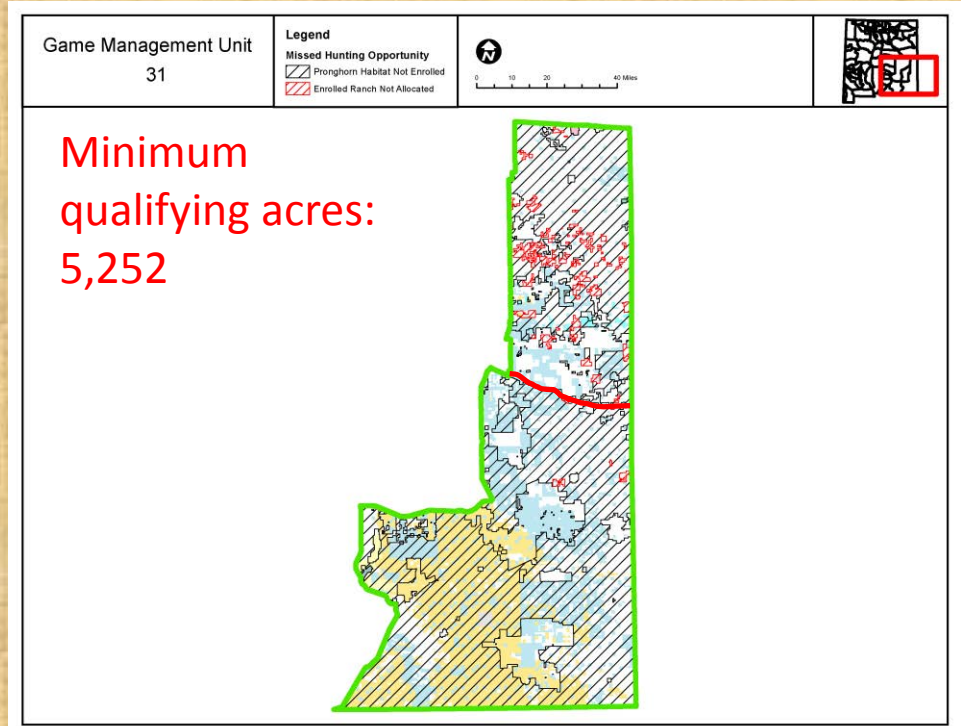 Game Management Unit
31
Legend
Missed Hunting Opportunity
Pronghorn Habitat Not Enrolled
Enrolled Ranch Not Allocated
N
0 10 20 40 Miles
Minimum
qualifying acres:
5,252